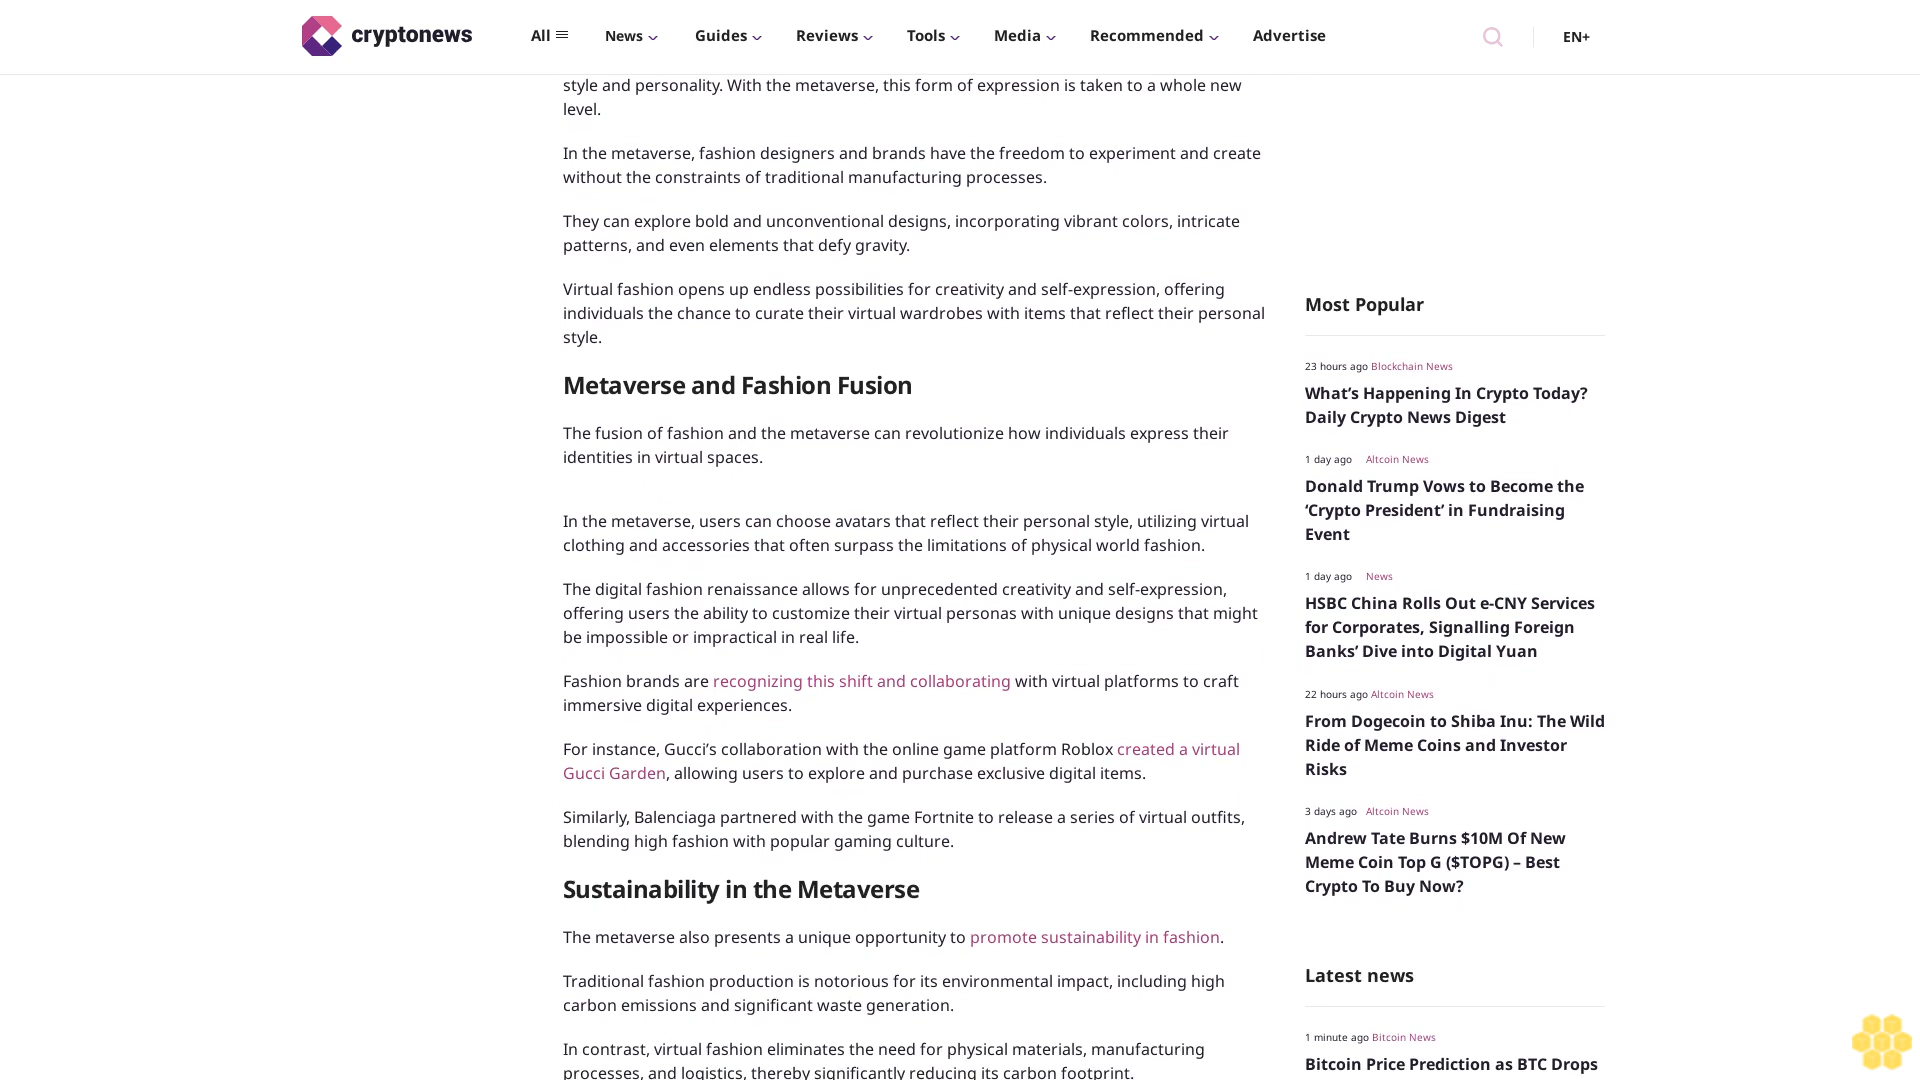 cryptonews
All
News
Guides
Reviews
Tools
Media
Recommended
Advertise
EN+
style and personality. With the metaverse, this form of expression is taken to a whole new
level.
In the metaverse, fashion designers and brands have the freedom to experiment and create
without the constraints of traditional manufacturing processes.
They can explore bold and unconventional designs, incorporating vibrant colors, intricate
patterns, and even elements that defy gravity.
Virtual fashion opens up endless possibilities for creativity and self-expression, offering
individuals the chance to curate their virtual wardrobes with items that reflect their personal
style.
Metaverse and Fashion Fusion
The fusion of fashion and the metaverse can revolutionize how individuals express their
identities in virtual spaces.
In the metaverse, users can choose avatars that reflect their personal style, utilizing virtual
clothing and accessories that often surpass the limitations of physical world fashion.
The digital fashion renaissance allows for unprecedented creativity and self-expression,
offering users the ability to customize their virtual personas with unique designs that might
be impossible or impractical in real life.
Fashion brands are recognizing this shift and collaborating with virtual platforms to craft
immersive digital experiences.
For instance, Gucci’s collaboration with the online game platform Roblox created a virtual
Gucci Garden, allowing users to explore and purchase exclusive digital items.
Similarly, Balenciaga partnered with the game Fortnite to release a series of virtual outfits,
blending high fashion with popular gaming culture.
Sustainability in the Metaverse
The metaverse also presents a unique opportunity to promote sustainability in fashion.
Traditional fashion production is notorious for its environmental impact, including high
carbon emissions and significant waste generation.
In contrast, virtual fashion eliminates the need for physical materials, manufacturing
processes, and logistics, thereby significantly reducing its carbon footprint.
Most Popular
23 hours ago Blockchain News
What’s Happening In Crypto Today?
Daily Crypto News Digest
1 day ago Altcoin News
Donald Trump Vows to Become the
‘Crypto President’ in Fundraising
Event
1 day ago News
HSBC China Rolls Out e-CNY Services
for Corporates, Signalling Foreign
Banks’ Dive into Digital Yuan
22 hours ago Altcoin News
From Dogecoin to Shiba Inu: The Wild
Ride of Meme Coins and Investor
Risks
3 days ago Altcoin News
Andrew Tate Burns $10M Of New
Meme Coin Top G ($TOPG) – Best
Crypto To Buy Now?
Latest news
1 minute ago Bitcoin News
Bitcoin Price Prediction as BTC Drops